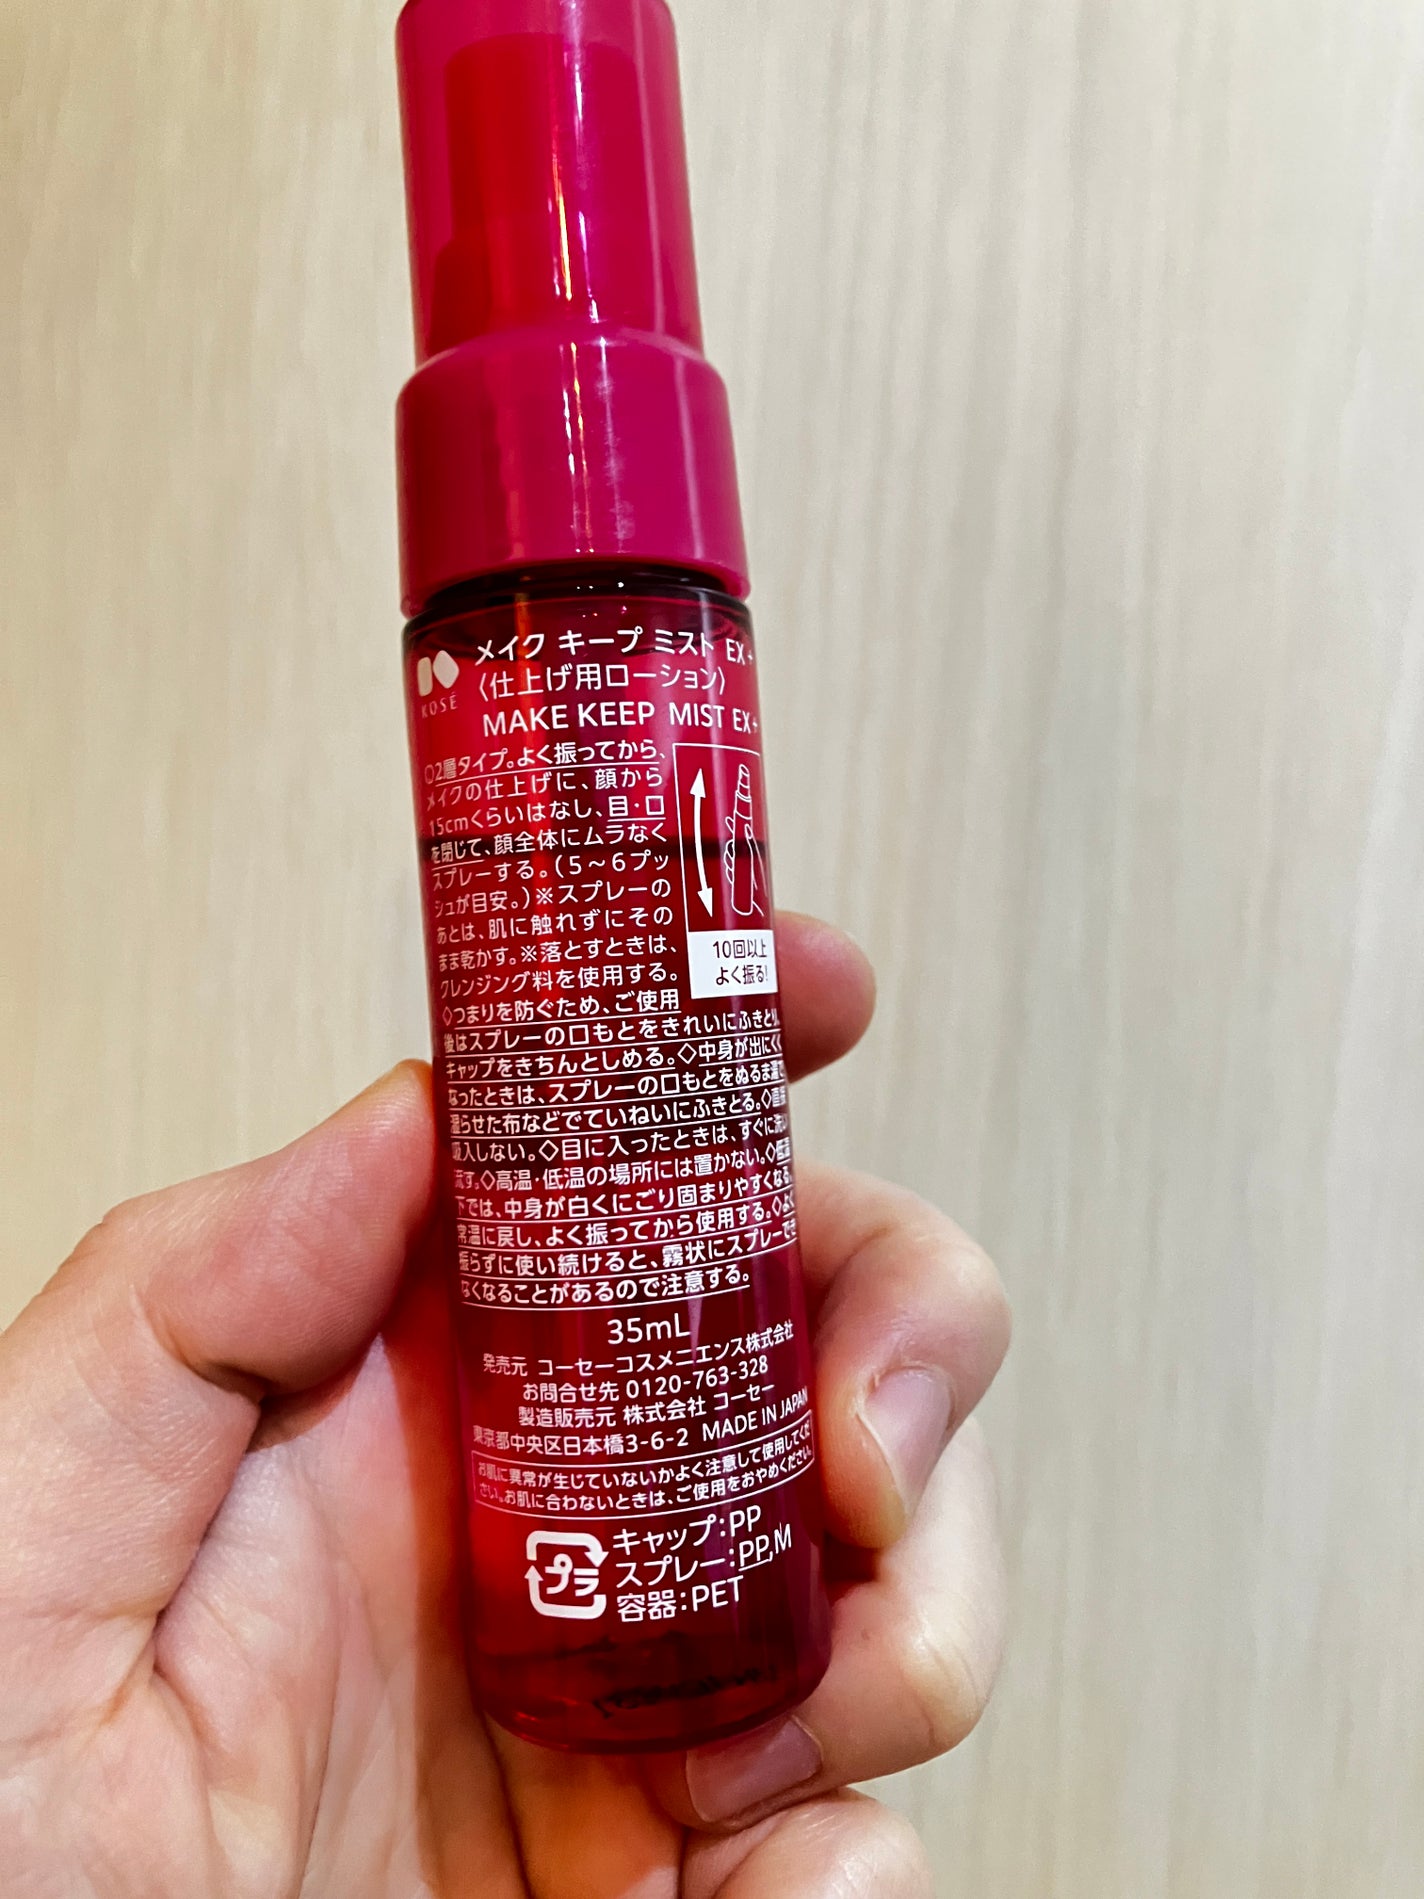 メイク キープ ミスト EX+
〈仕上げ用ローション〉
KOSÉ
MAKE KEEP MIST EX+
○2層タイプ。よく振ってから、
メイクの仕上げに、顔から
15cmくらいはなし、目・口
を閉じて、顔全体にムラなく
スプレーする。(5～6プッ
シュが目安。)※スプレーの
あとは、肌に触れずにその
まま乾かす。※落とすときは、
クレンジング料を使用する。
◇つまりを防ぐため、ご使用
後はスプレーの口もとをきれいにふきとり、
キャップをきちんとしめる。◇中身が出にくく
なったときは、スプレーの口もとをぬるま湯で
湿らせた布などでていねいにふきとる。◇直接
吸入しない。◇目に入ったときは、すぐに洗い
流す。◇高温・低温の場所には置かない。◇低温
下では、中身が白くにごり固まりやすくなる。
常温に戻し、よく振ってから使用する。◇よく
振らずに使い続けると、霧状にスプレーでき
なくなることがあるので注意する。
10回以上
よく振る!
35mL
発売元 コーセーコスメニエンス株式会社
お問合せ先 0120-763-328
製造販売元 株式会社 コーセー
東京都中央区日本橋3-6-2 MADE IN JAPAN
お肌に異常が生じていないかよく注意して使用してくだ
さい。お肌に合わないときは、ご使用をおやめください。
プラ
キャップ:PP
スプレー:PP,M
容器:PET